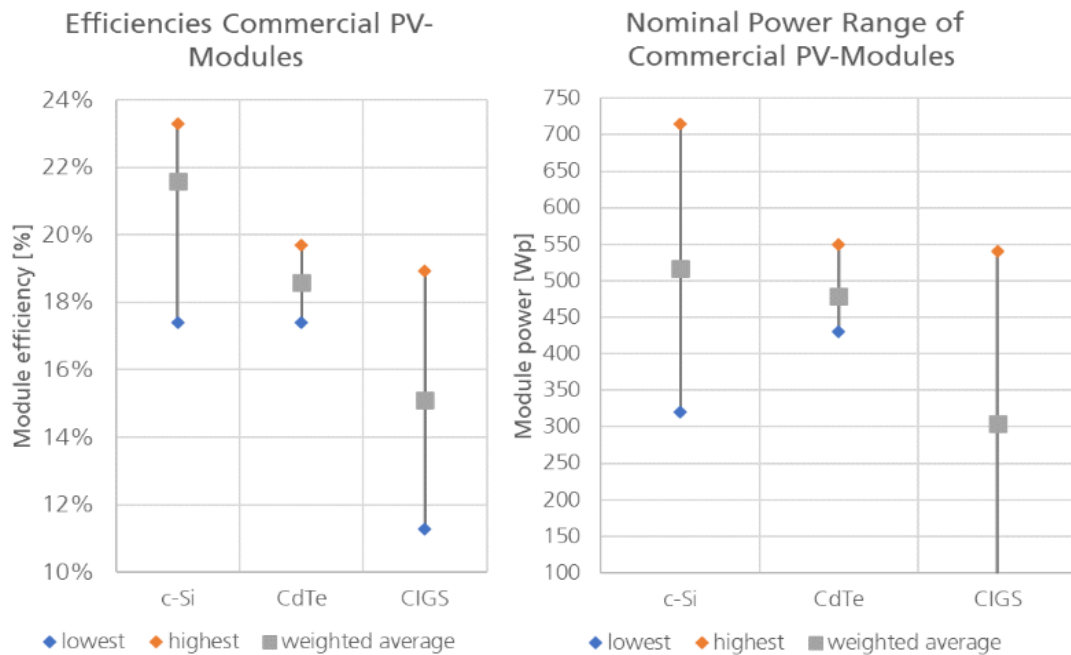 Efficiencies Commercial PV-
Modules
Module efficiency [%]
24%
22%
20%
18%
16%
14%
12%
10%
c-Si CdTe CIGS
lowest highest weighted average
Nominal Power Range of
Commercial PV-Modules
Module power [Wp]
750
700
650
600
550
500
450
400
350
300
250
200
150
100
c-Si CdTe CIGS
lowest highest weighted average